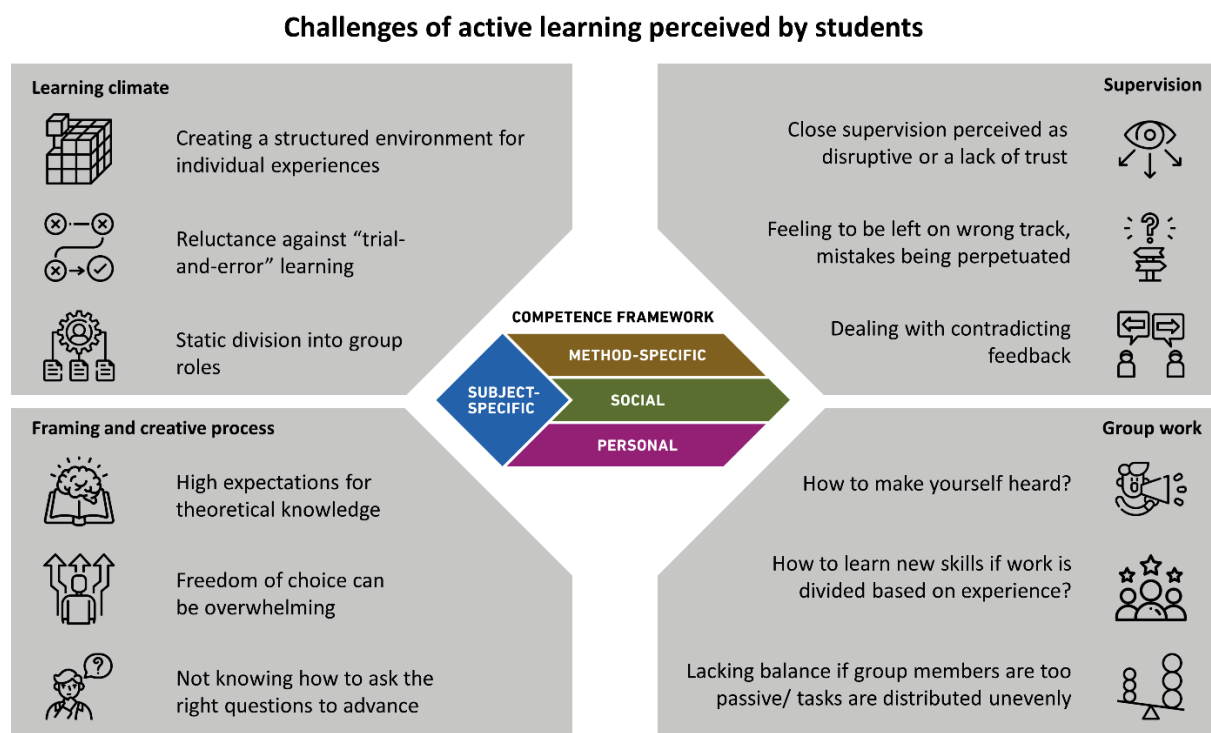 Challenges of active learning perceived by students
Learning climate
Creating a structured environment for
individual experiences
Reluctance against “trial-
and-error” learning
Static division into group
roles
Supervision
Close supervision perceived as
disruptive or a lack of trust
Feeling to be left on wrong track,
mistakes being perpetuated
Dealing with contradicting
feedback
COMPETENCE FRAMEWORK
SUBJECT-
SPECIFIC
METHOD-SPECIFIC
SOCIAL
PERSONAL
Framing and creative process
High expectations for
theoretical knowledge
Freedom of choice can
be overwhelming
?
Not knowing how to ask the
right questions to advance
Group work
How to make yourself heard?
How to learn new skills if work is
divided based on experience?
Lacking balance if group members are too
passive/ tasks are distributed unevenly